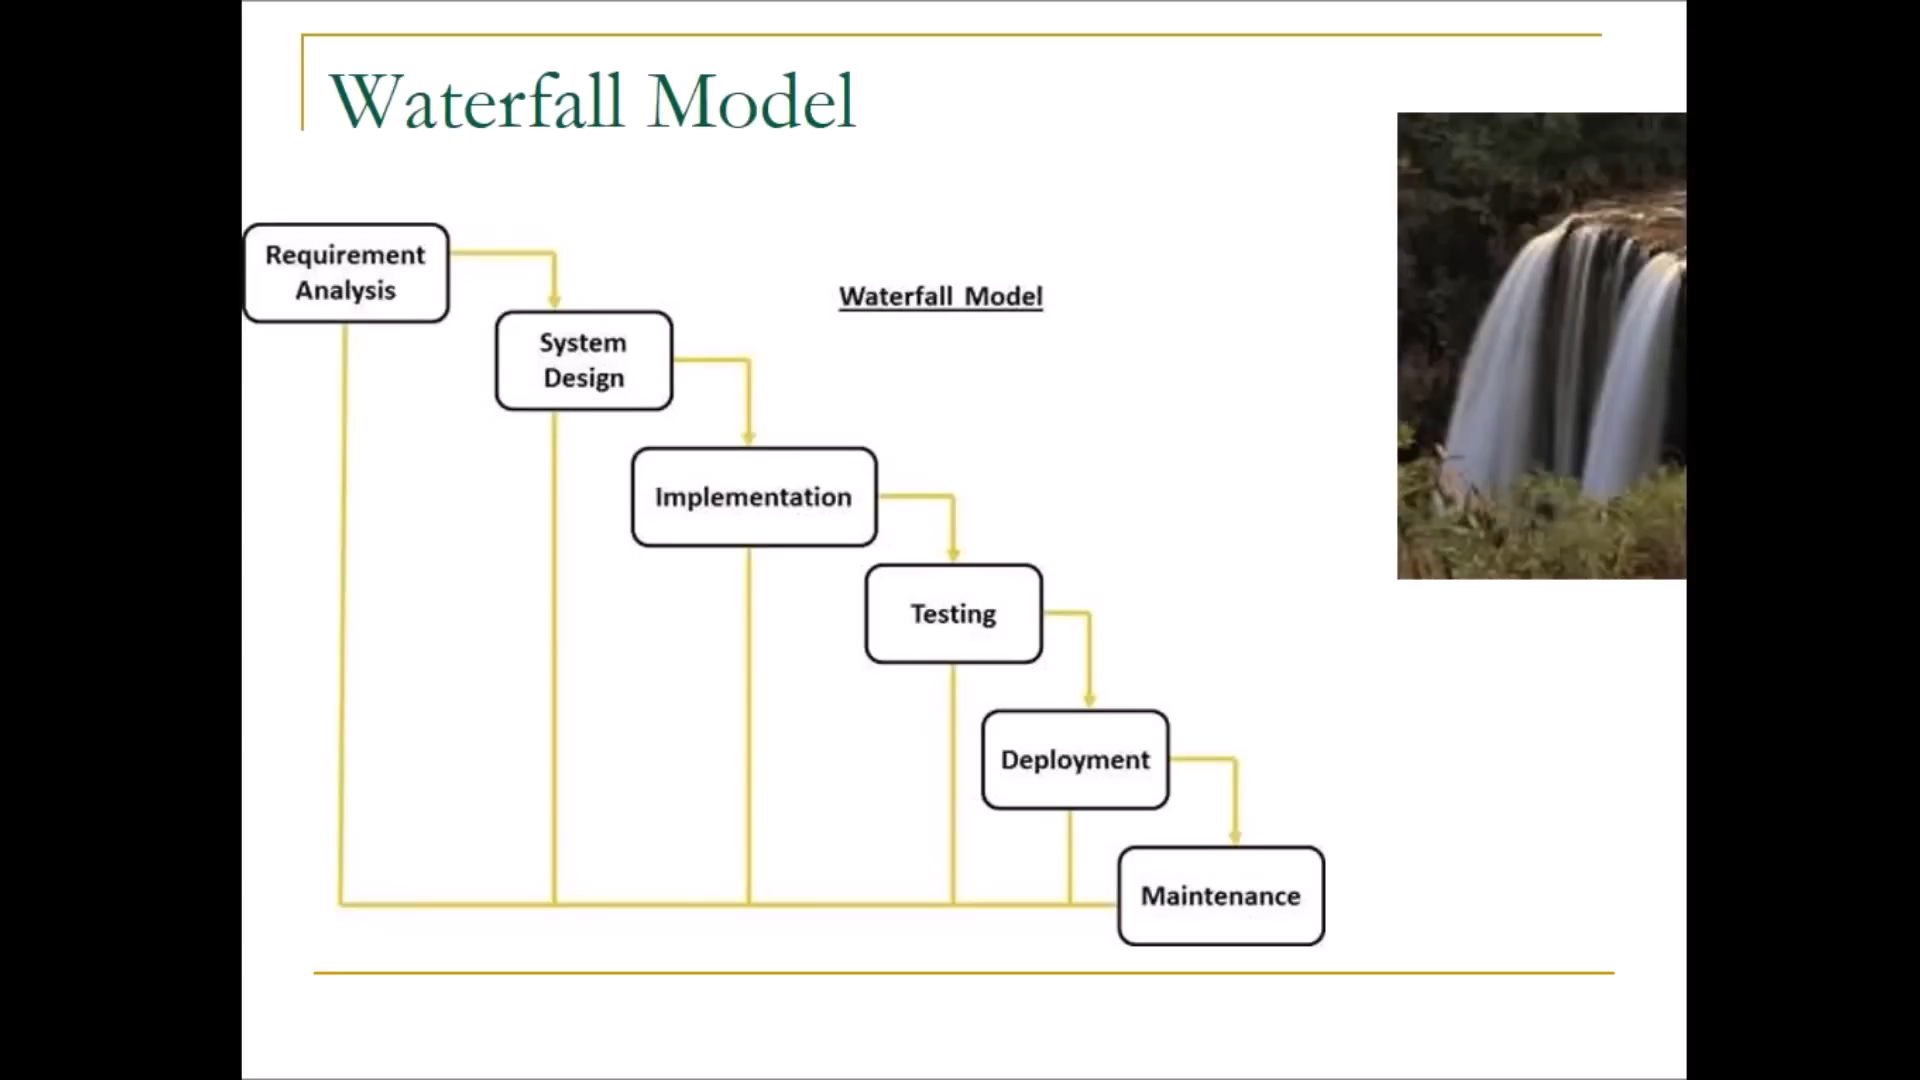 Waterfall Model
Requirement
Analysis
Waterfall Model
System
Design
Implementation
Testing
Deployment
Maintenance